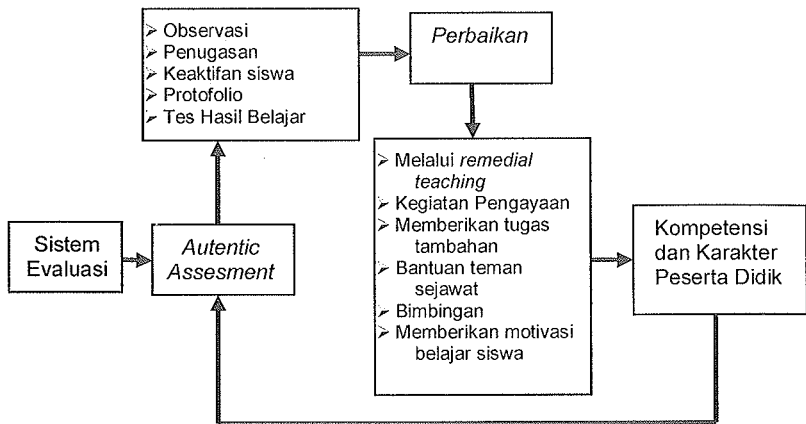 Observasi
Penugasan
Keaktifan siswa
Protofolio
Tes Hasil Belajar
Perbaikan
Melalui remedial
teaching
Kegiatan Pengayaan
Memberikan tugas
tambahan
Bantuan teman
sejawat
Bimbingan
Memberikan motivasi
belajar siswa
Sistem
Evaluasi
Autentic
Assesment
Kompetensi
dan Karakter
Peserta Didik